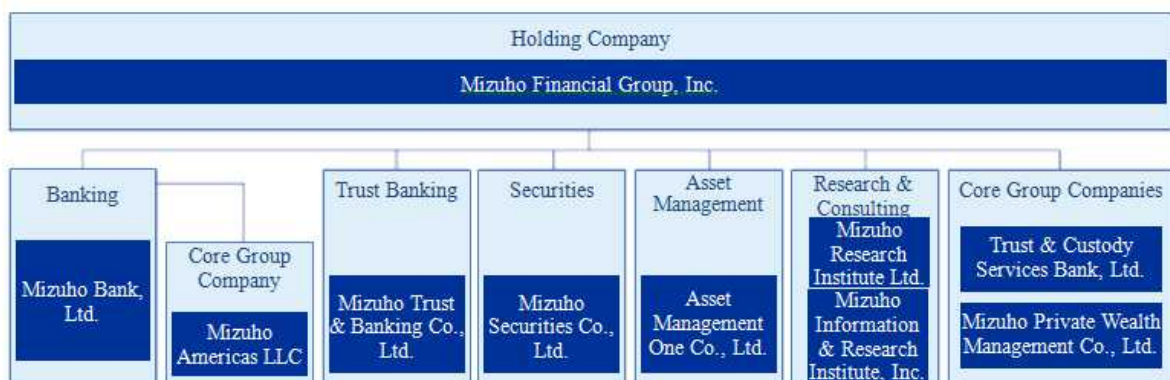 Holding Company
Mizuho Financial Group, Inc.
Banking
Mizuho Bank,
Ltd.
Core Group
Company
Mizuho
Americas LLC
Trust Banking
Mizuho Trust
& Banking Co.,
Ltd.
Securities
Mizuho
Securities Co.,
Ltd.
Asset
Management
Asset
Management
One Co., Ltd.
Research &
Consulting
Mizuho
Research
Institute Ltd.
Mizuho
Information
& Research
Institute, Inc.
Core Group Companies
Trust & Custody
Services Bank, Ltd.
Mizuho Private Wealth
Management Co., Ltd.